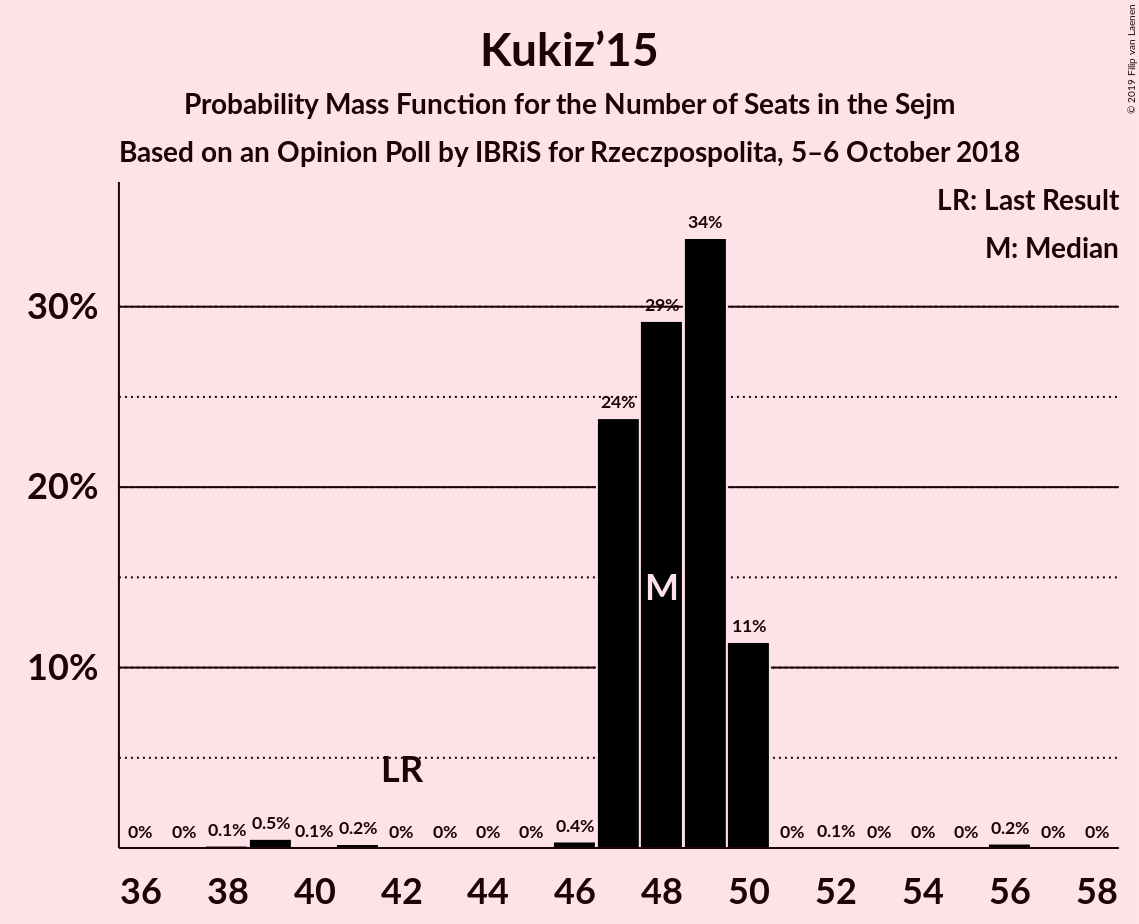 Kukiz’15
Probability Mass Function for the Number of Seats in the Sejm
Based on an Opinion Poll by IBRiS for Rzeczpospolita, 5–6 October 2018
© 2019 Filip van Laenen
LR: Last Result
M: Median
30%
20%
10%
0% 0% 0.1% 0.5% 0.1% 0.2% 0% 0% 0% 0% 0.4% 24% 29% 34% 11% 0% 0.1% 0% 0% 0% 0.2% 0% 0%
LR
M
36 38 40 42 44 46 48 50 52 54 56 58